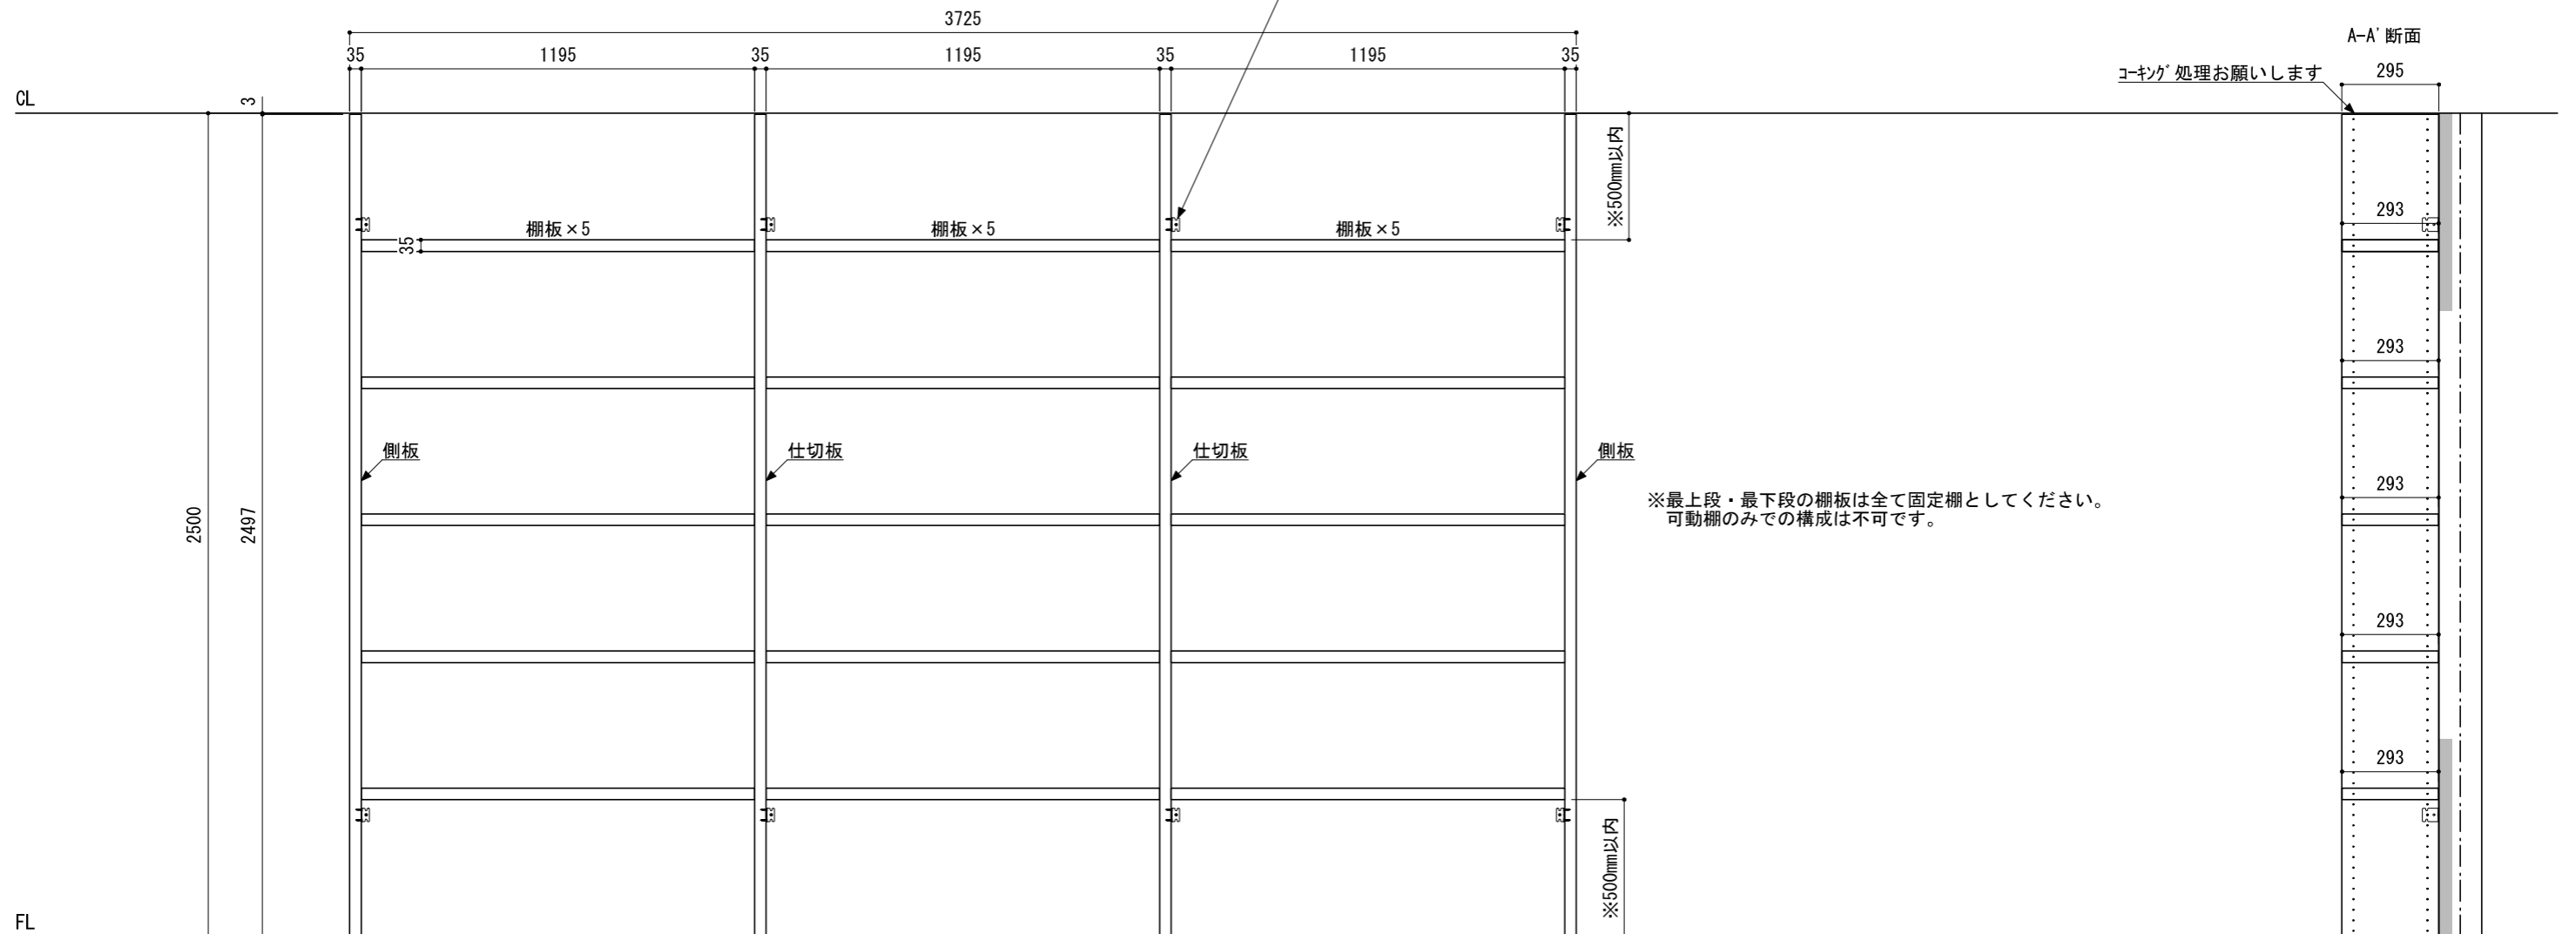 3725
35
1195
35
1195
35
1195
35
A-A'断面
ｺｰｷﾝｸﾞ処理お願いします
295
CL
3
※500mm以内
棚板×5
棚板×5
棚板×5
35
293
293
側板
仕切板
仕切板
側板
※最上段・最下段の棚板は全て固定棚としてください。
可動棚のみでの構成は不可です。
293
2500
2497
293
293
※500mm以内
FL